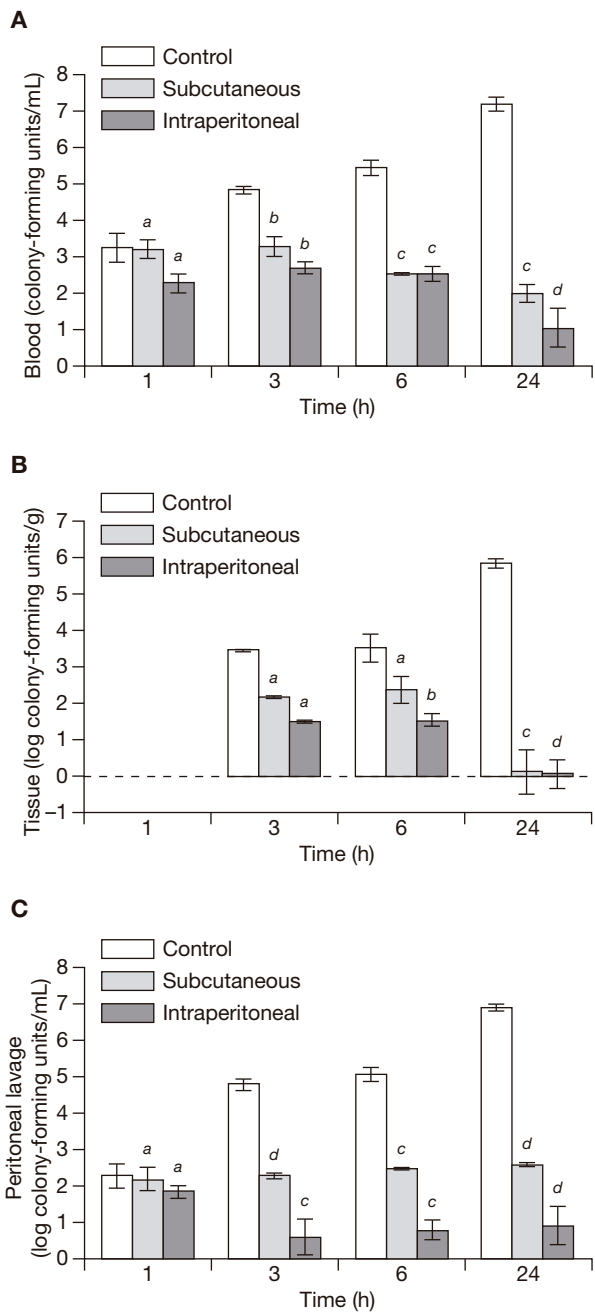 A
Control
Subcutaneous
Intraperitoneal
Blood (colony-forming units/mL)
8
7
6
5
4
3
2
1
0
a
a
b
b
c
c
c
d
1
3
6
24
Time (h)
B
Control
Subcutaneous
Intraperitoneal
Tissue (log colony-forming units/g)
7
6
5
4
3
2
1
0
–1
a
a
a
b
c
d
1
3
6
24
Time (h)
C
Control
Subcutaneous
Intraperitoneal
Peritoneal lavage
(log colony-forming units/mL)
8
7
6
5
4
3
2
1
0
a
a
d
c
c
c
d
d
1
3
6
24
Time (h)